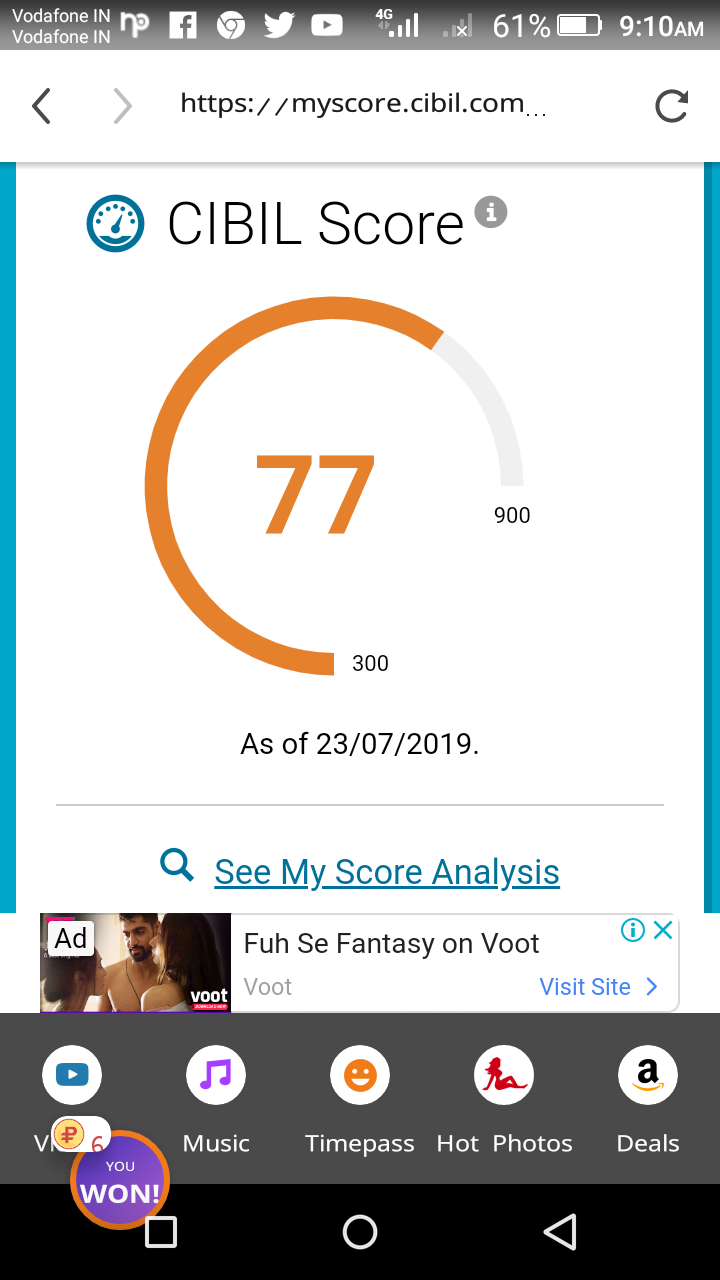 Vodafone IN
Vodafone IN
4G
61%
9:10AM
https://myscore.cibil.com...
CIBIL Score
77
900
300
As of 23/07/2019.
See My Score Analysis
Ad
voot
Fuh Se Fantasy on Voot
Voot
Visit Site
Music
Timepass
Hot Photos
Deals
6
YOU
WON!